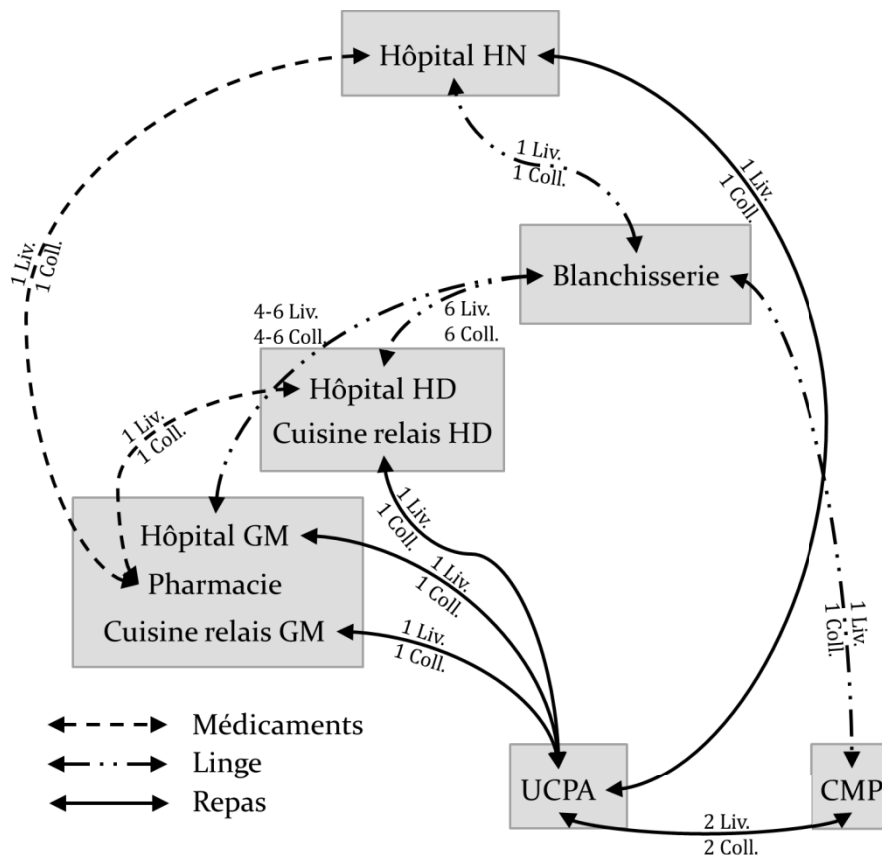 Hôpital HN
1 Liv.
1 Coll.
1 Liv.
1 Coll.
1 Liv.
1 Coll.
Blanchisserie
4-6 Liv.
4-6 Coll.
6 Liv.
6 Coll.
Hôpital HD
Cuisine relais HD
1 Liv.
1 Coll.
1 Liv.
1 Coll.
Hôpital GM
Pharmacie
Cuisine relais GM
1 Liv.
1 Coll.
1 Liv.
1 Coll.
1 Liv.
1 Coll.
Médicaments
Linge
Repas
UCPA
CMP
2 Liv.
2 Coll.